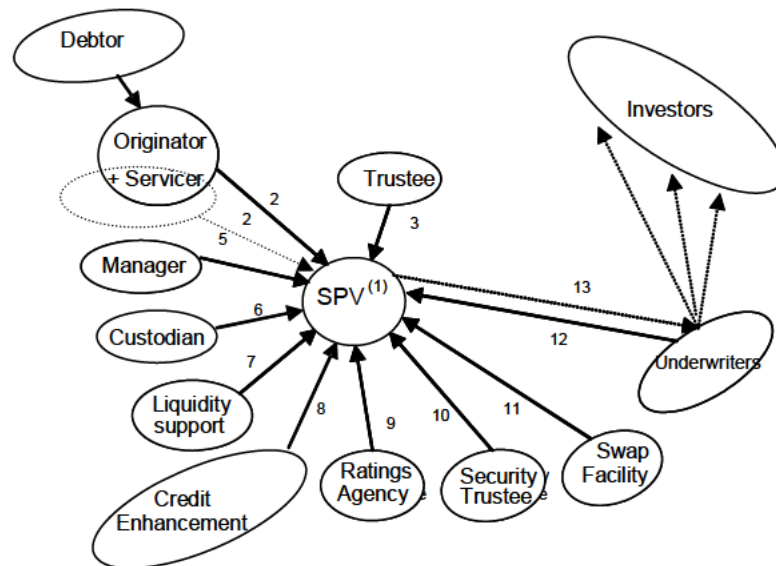 Debtor
Originator
+ Servicer
Investors
Trustee
2
2
3
5
Manager
SPV (1)
13
6
12
Custodian
Underwriters
7
Liquidity
support
8
9
10
11
Swap
Facility
Credit
Enhancement
Ratings
Agency
Security
Trustee